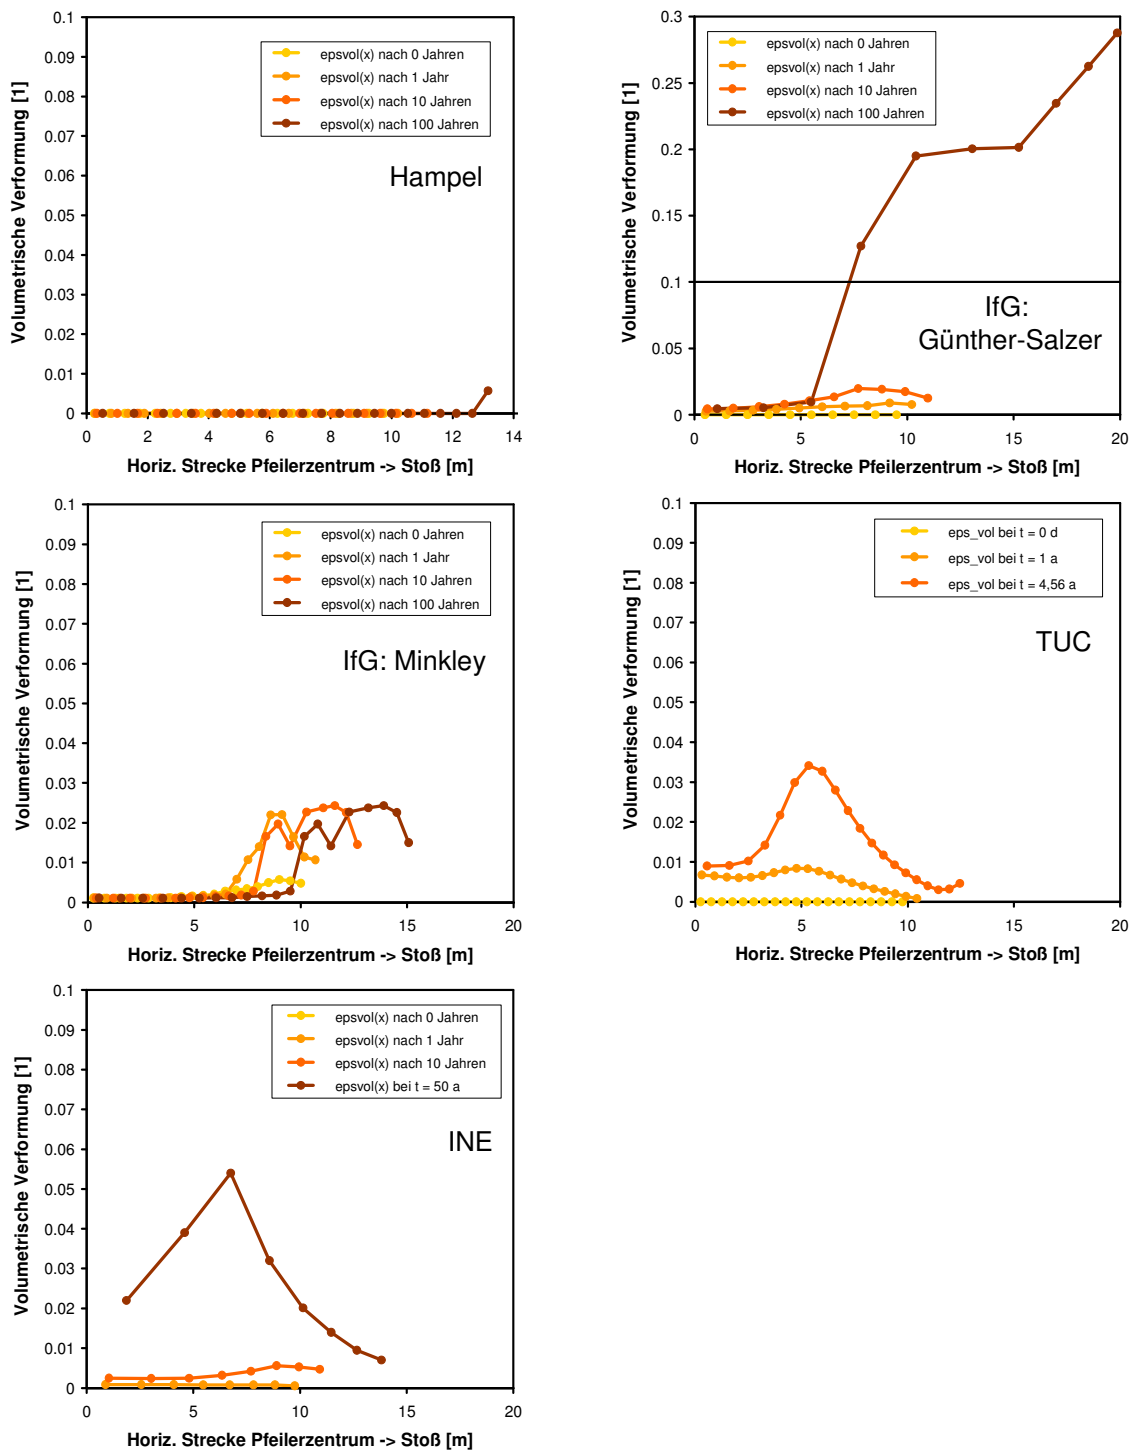 0.1
0.09
0.08
0.07
0.06
0.05
0.04
0.03
0.02
0.01
0
Volumetrische Verformung [1]
epsvol(x) nach 0 Jahren
epsvol(x) nach 1 Jahr
epsvol(x) nach 10 Jahren
epsvol(x) nach 100 Jahren
Hampel
0 2 4 6 8 10 12 14
Horiz. Strecke Pfeilerzentrum -> Stoß [m]
0.3
0.25
0.2
0.15
0.1
0.05
0
Volumetrische Verformung [1]
epsvol(x) nach 0 Jahren
epsvol(x) nach 1 Jahr
epsvol(x) nach 10 Jahren
epsvol(x) nach 100 Jahren
IfG:
Günther-Salzer
0 5 10 15 20
Horiz. Strecke Pfeilerzentrum -> Stoß [m]
0.1
0.09
0.08
0.07
0.06
0.05
0.04
0.03
0.02
0.01
0
Volumetrische Verformung [1]
epsvol(x) nach 0 Jahren
epsvol(x) nach 1 Jahr
epsvol(x) nach 10 Jahren
epsvol(x) nach 100 Jahren
IfG: Minkley
0 5 10 15 20
Horiz. Strecke Pfeilerzentrum -> Stoß [m]
0.1
0.09
0.08
0.07
0.06
0.05
0.04
0.03
0.02
0.01
0
Volumetrische Verformung [1]
eps_vol bei t = 0 d
eps_vol bei t = 1 a
eps_vol bei t = 4,56 a
TUC
0 5 10 15 20
Horiz. Strecke Pfeilerzentrum -> Stoß [m]
0.1
0.09
0.08
0.07
0.06
0.05
0.04
0.03
0.02
0.01
0
Volumetrische Verformung [1]
epsvol(x) nach 0 Jahren
epsvol(x) nach 1 Jahr
epsvol(x) nach 10 Jahren
epsvol(x) bei t = 50 a
INE
0 5 10 15 20
Horiz. Strecke Pfeilerzentrum -> Stoß [m]